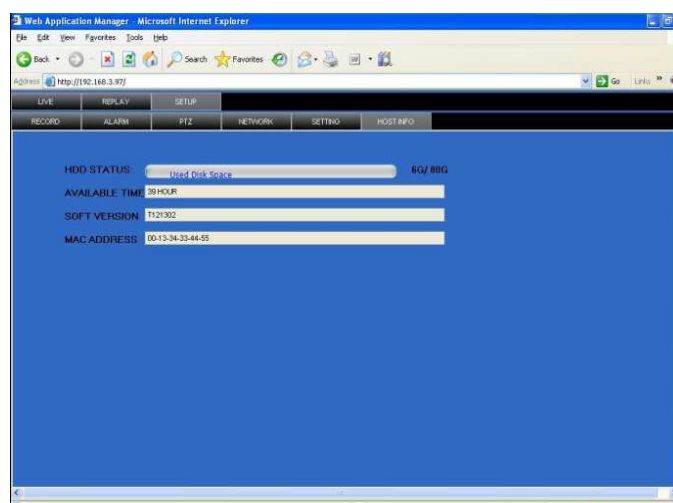 Web Application Manager - Microsoft Internet Explorer
File Edit View Favorites Tools Help
Back Search Favorites
Address http://192.168.3.97/ Go Links »
LIVE REPLAY SETUP
RECORD ALARM PTZ NETWORK SETTING HOST INFO
HDD STATUS: Used Disk Space 6G/80G
AVAILABLE TIME 39 HOUR
SOFT VERSION T121302
MAC ADDRESS 00-13-34-33-44-55